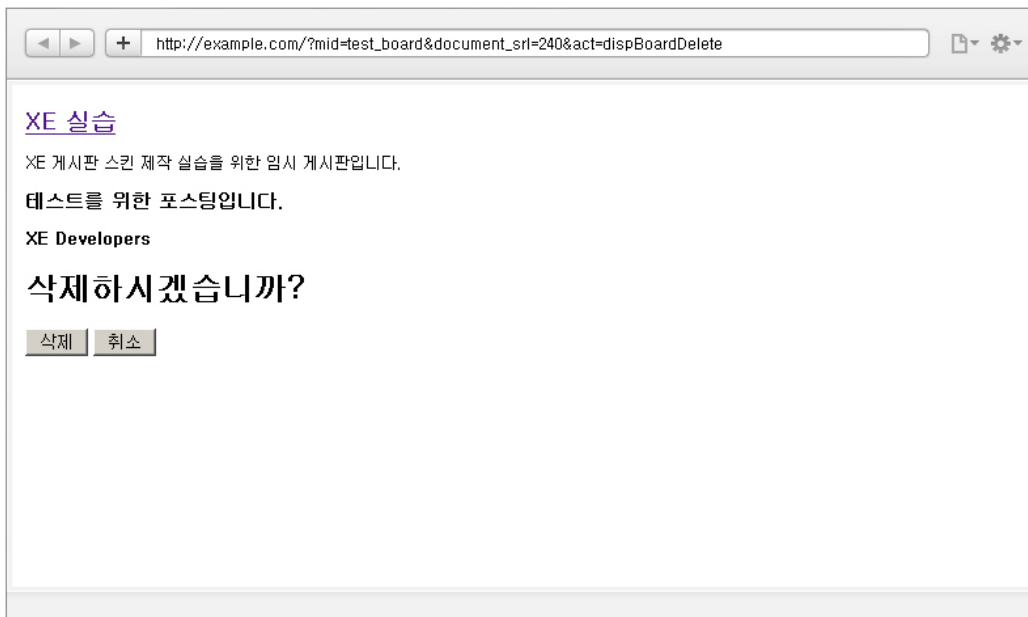 http://example.com/?mid=test_board&document_srl=240&act=dispBoardDelete
XE 실습
XE 게시판 스킨 제작 실습을 위한 임시 게시판입니다.
테스트를 위한 포스팅입니다.
XE Developers
삭제하시겠습니까?
삭제 취소